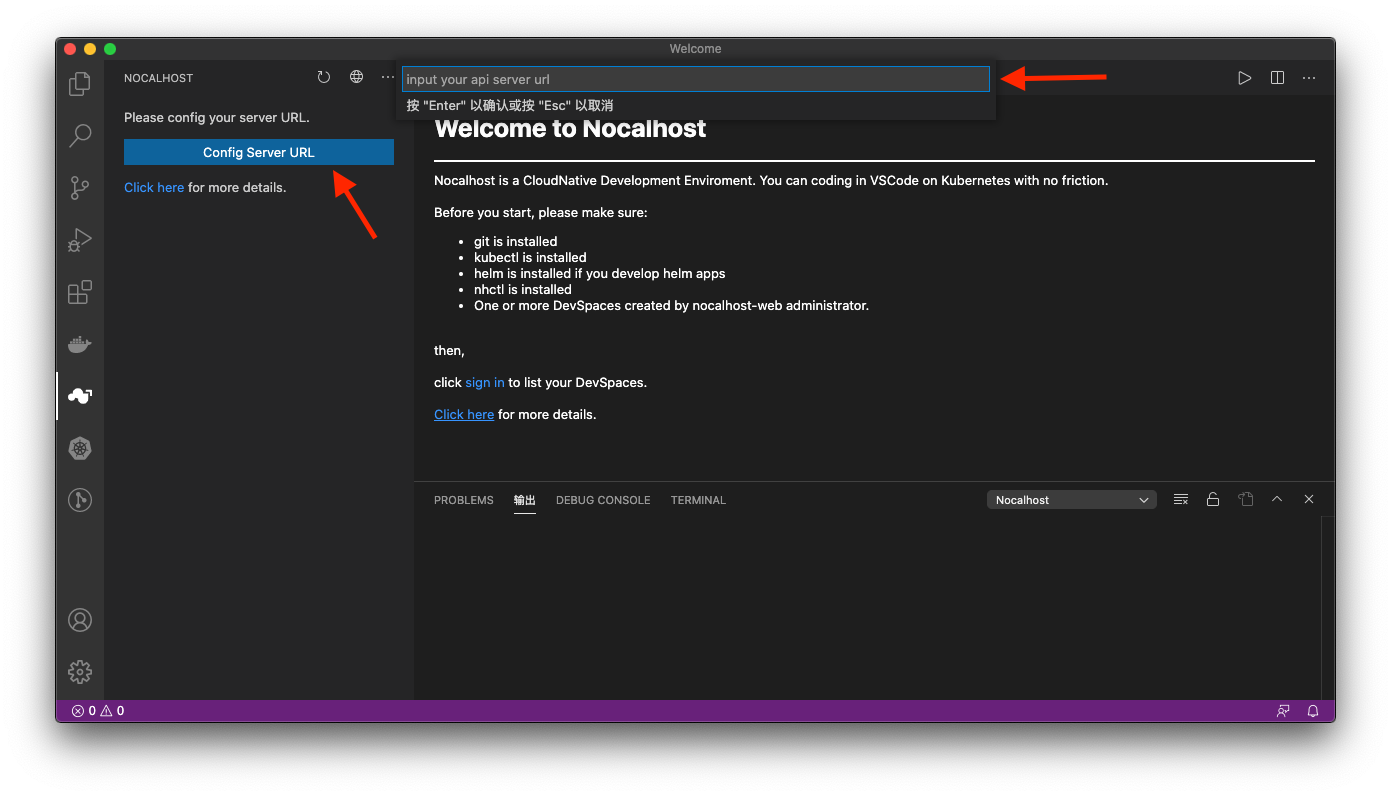 Welcome
NOCALHOST
Please config your server URL.
Config Server URL
Click here for more details.
input your api server url
按 "Enter" 以确认或按 "Esc" 以取消
Welcome to Nocalhost
Nocalhost is a CloudNative Development Enviroment. You can coding in VSCode on Kubernetes with no friction.
Before you start, please make sure:
git is installed
kubectl is installed
helm is installed if you develop helm apps
nhctl is installed
One or more DevSpaces created by nocalhost-web administrator.
then,
click sign in to list your DevSpaces.
Click here for more details.
PROBLEMS 输出 DEBUG CONSOLE TERMINAL Nocalhost
0 0